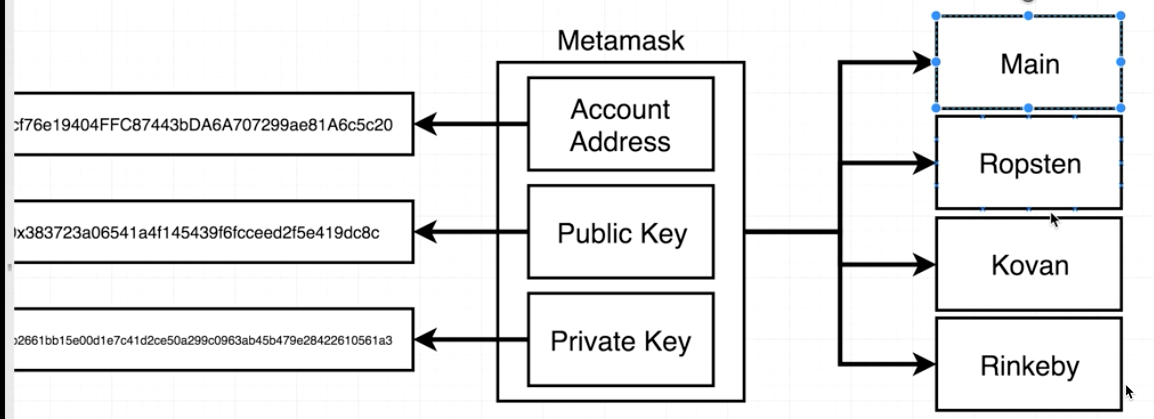 Metamask
Main
Account
Address
cf76e19404FFC87443bDA6A707299ae81A6c5c20
Ropsten
Public Key
0x383723a06541a4f145439f6fcceed2f5e419dc8c
Kovan
Private Key
b2661bb15e00d1e7c41d2ce50a299c0963ab45b479e28422610561a3
Rinkeby